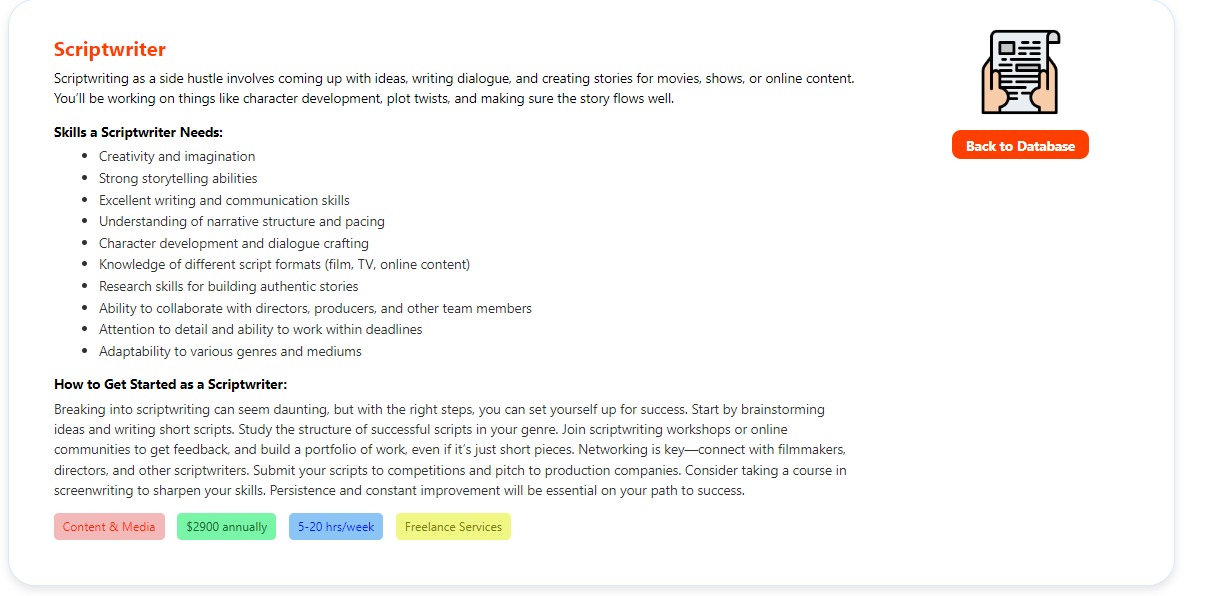 Scriptwriter
Scriptwriting as a side hustle involves coming up with ideas, writing dialogue, and creating stories for movies, shows, or online content.
You’ll be working on things like character development, plot twists, and making sure the story flows well.
Back to Database
Skills a Scriptwriter Needs:
• Creativity and imagination
• Strong storytelling abilities
• Excellent writing and communication skills
• Understanding of narrative structure and pacing
• Character development and dialogue crafting
• Knowledge of different script formats (film, TV, online content)
• Research skills for building authentic stories
• Ability to collaborate with directors, producers, and other team members
• Attention to detail and ability to work within deadlines
• Adaptability to various genres and mediums
How to Get Started as a Scriptwriter:
Breaking into scriptwriting can seem daunting, but with the right steps, you can set yourself up for success. Start by brainstorming
ideas and writing short scripts. Study the structure of successful scripts in your genre. Join scriptwriting workshops or online
communities to get feedback, and build a portfolio of work, even if it’s just short pieces. Networking is key—connect with filmmakers,
directors, and other scriptwriters. Submit your scripts to competitions and pitch to production companies. Consider taking a course in
screenwriting to sharpen your skills. Persistence and constant improvement will be essential on your path to success.
Content & Media
$2900 annually
5-20 hrs/week
Freelance Services